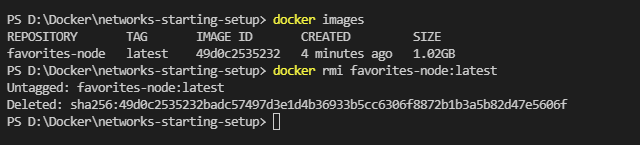 PS D:\Docker\networks-starting-setup> docker images
REPOSITORY TAG IMAGE ID CREATED SIZE
favorites-node latest 49d0c2535232 4 minutes ago 1.02GB
PS D:\Docker\networks-starting-setup> docker rmi favorites-node:latest
Untagged: favorites-node:latest
Deleted: sha256:49d0c2535232badc57497d3e1d4b36933b5cc6306f8872b1b3a5b82d47e5606f
PS D:\Docker\networks-starting-setup>